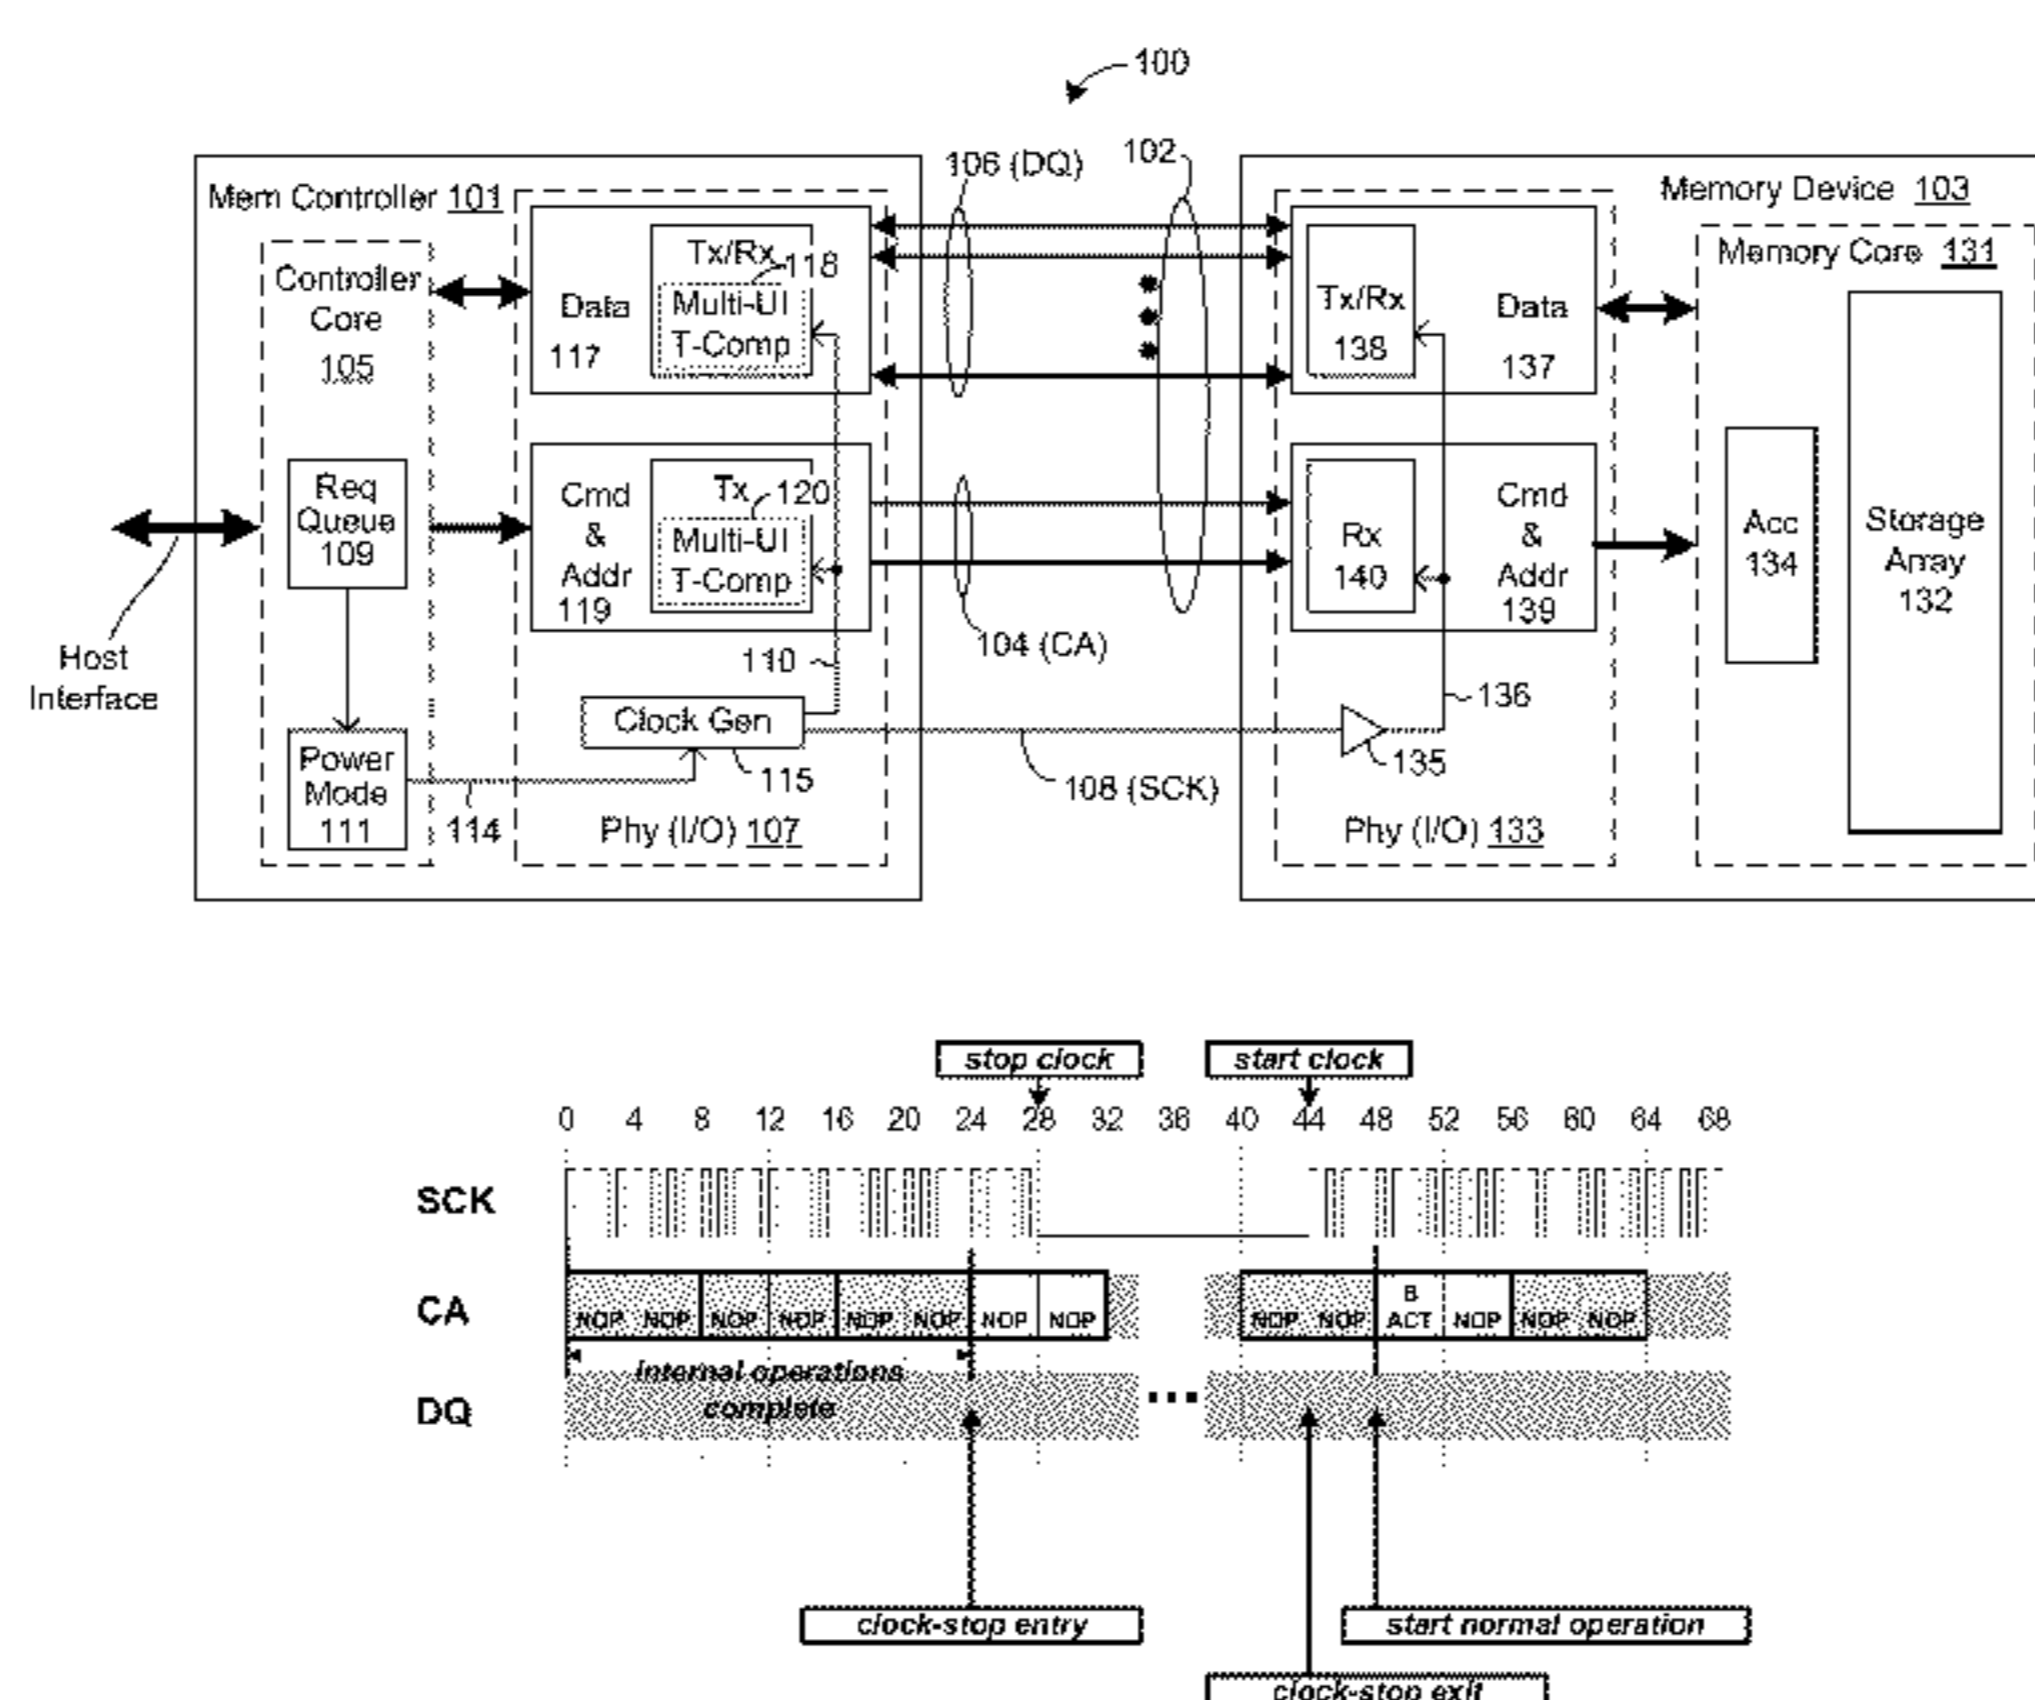 100
106 (DQ)
102
Mem Controller 101
Memory Device 103
Controller
Core
105
Data
117
Tx/Rx
118
Multi-UI
T-Comp
Tx/Rx
138
Data
137
Memory Core 131
Req
Queue
109
Cmd
&
Addr
119
Tx
120
Multi-UI
T-Comp
Rx
140
Cmd
&
Addr
139
Acc
134
Storage
Array
132
Host
Interface
104 (CA)
110
136
Clock Gen
115
135
108 (SCK)
Power
Mode
111
114
Phy (I/O) 107
Phy (I/O) 133
stop clock
start clock
0 4 8 12 16 20 24 28 32 36 40 44 48 52 56 60 64 68
SCK
CA
NOP NOP NOP NOP NOP NOP NOP NOP NOP NOP B ACT NOP NOP NOP
internal operations
complete
DQ
...
clock-stop entry
start normal operation
clock-stop exit